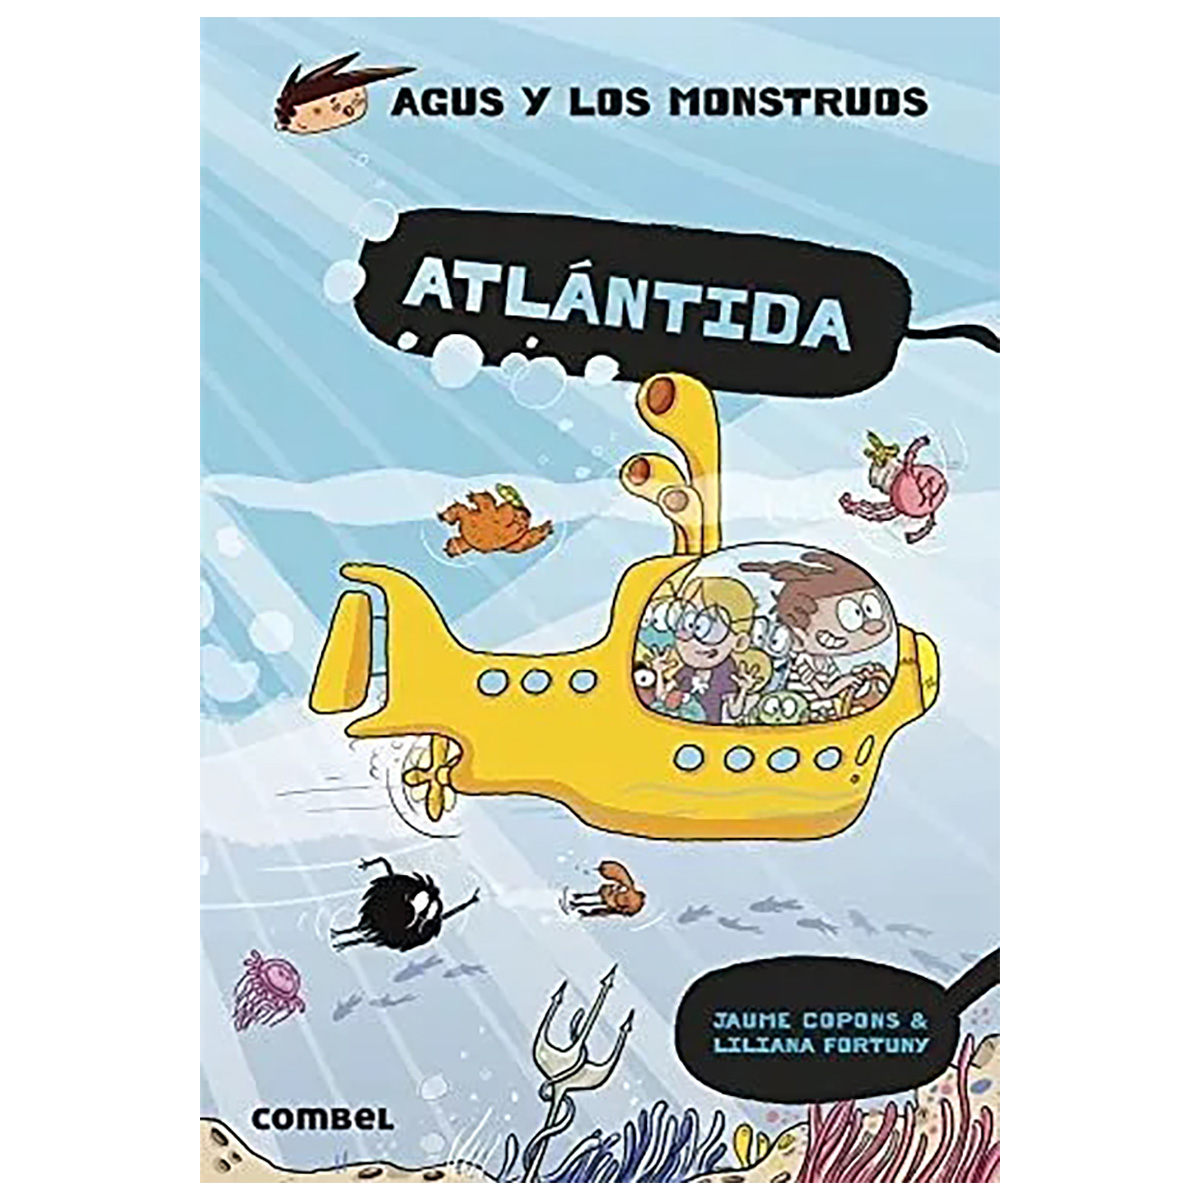 AGUS Y LOS MONSTRUOS
ATLÁNTIDA
JAUME COPONS &
LILIANA FORTUNY
COMBEL